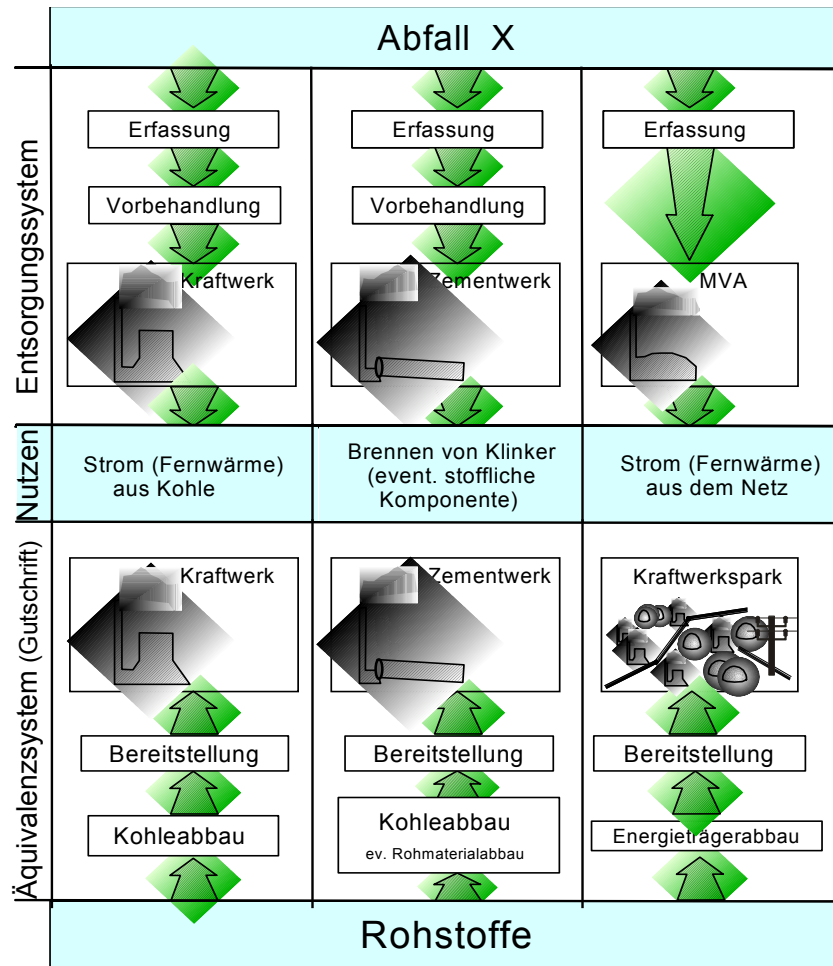 Abfall X
Entsorgungssystem
Erfassung
Vorbehandlung
Kraftwerk
Erfassung
Vorbehandlung
Zementwerk
Erfassung
MVA
Nutzen
Strom (Fernwärme)
aus Kohle
Brennen von Klinker
(event. stoffliche
Komponente)
Strom (Fernwärme)
aus dem Netz
Äquivalenzsystem (Gutschrift)
Kraftwerk
Bereitstellung
Kohleabbau
Zementwerk
Bereitstellung
Kohleabbau
ev. Rohmaterialabbau
Kraftwerkspark
Bereitstellung
Energieträgerabbau
Rohstoffe